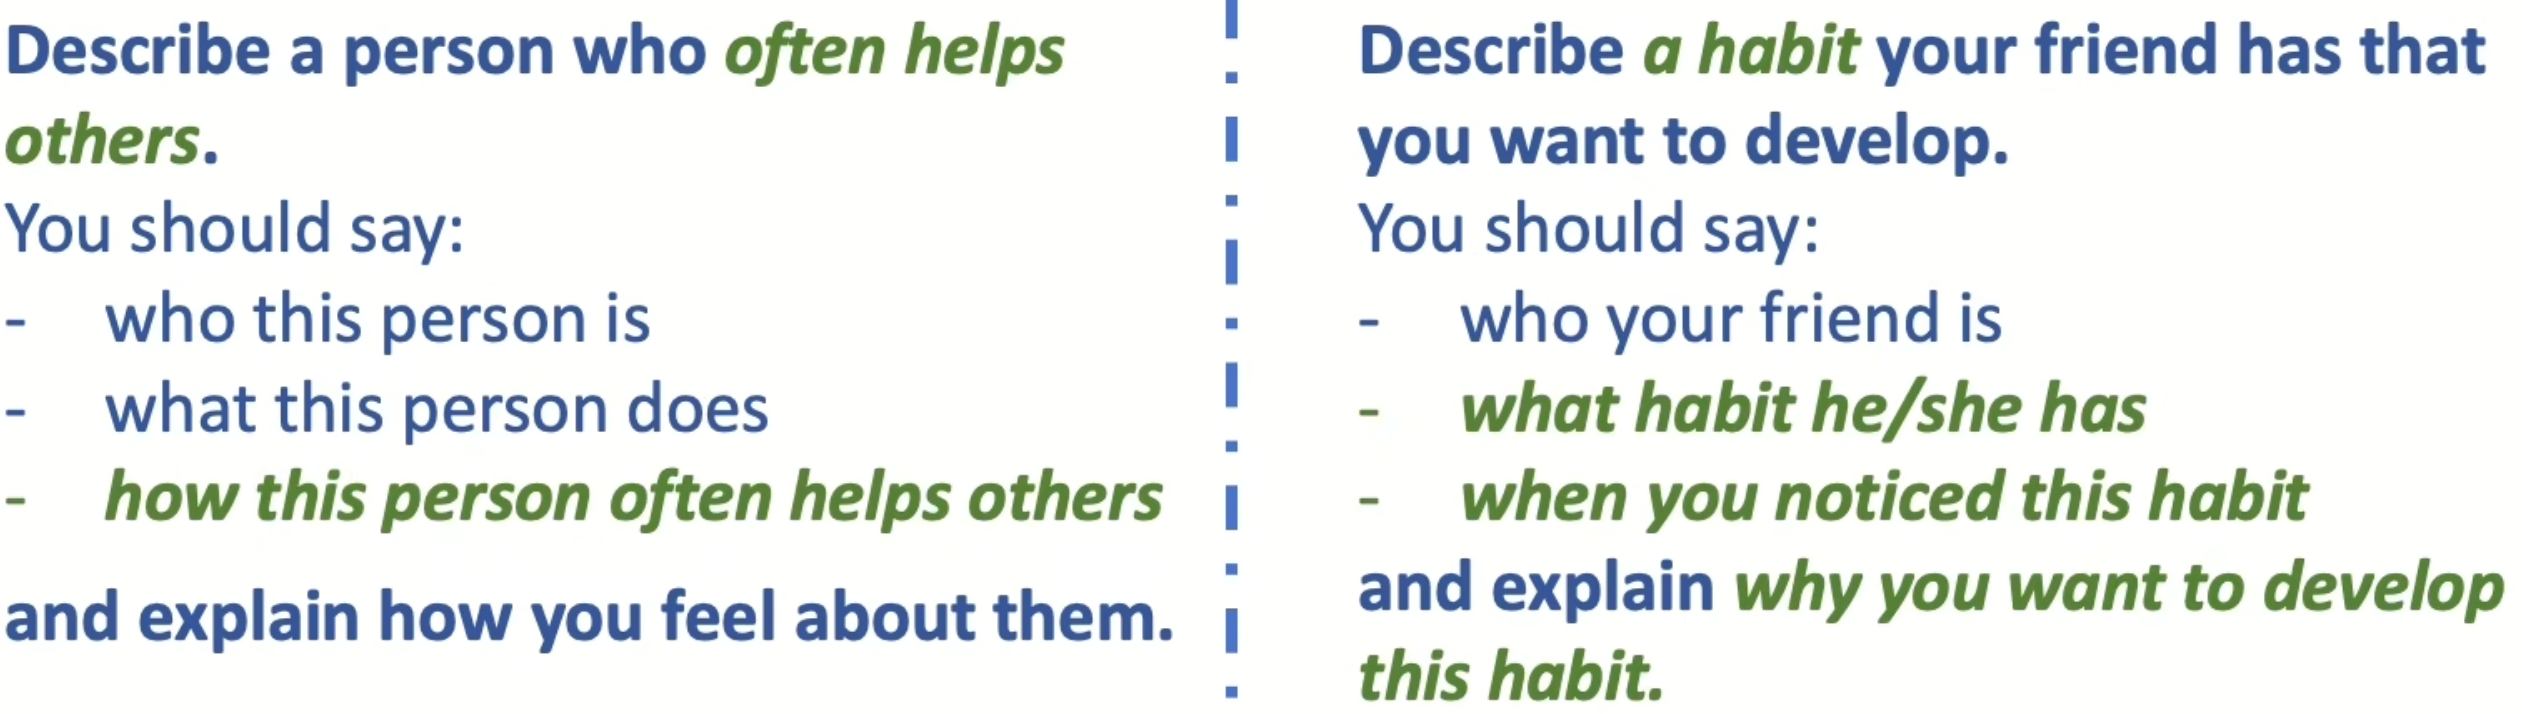 Describe a person who often helps
others.
You should say:
- who this person is
- what this person does
- how this person often helps others
and explain how you feel about them.
Describe a habit your friend has that
you want to develop.
You should say:
- who your friend is
- what habit he/she has
- when you noticed this habit
and explain why you want to develop
this habit.